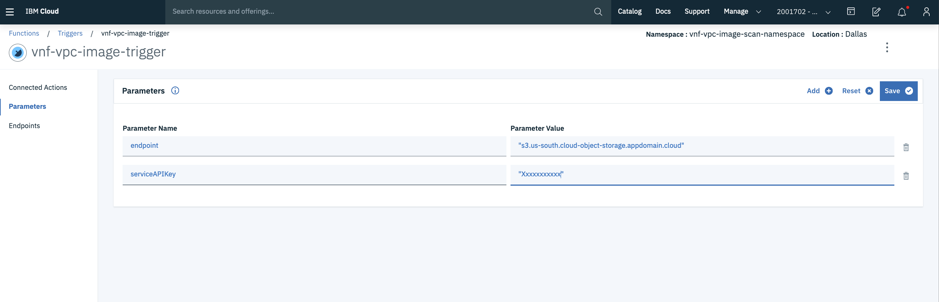 IBM Cloud
Search resources and offerings...
Catalog Docs Support Manage 2001702 - ...
Functions / Triggers / vnf-vpc-image-trigger
Namespace : vnf-vpc-image-scan-namespace Location : Dallas
vnf-vpc-image-trigger
Connected Actions
Parameters
Endpoints
Parameters
Add Reset Save
Parameter Name Parameter Value
endpoint "s3.us-south.cloud-object-storage.appdomain.cloud"
serviceAPIKey "Xxxxxxxxxxx"